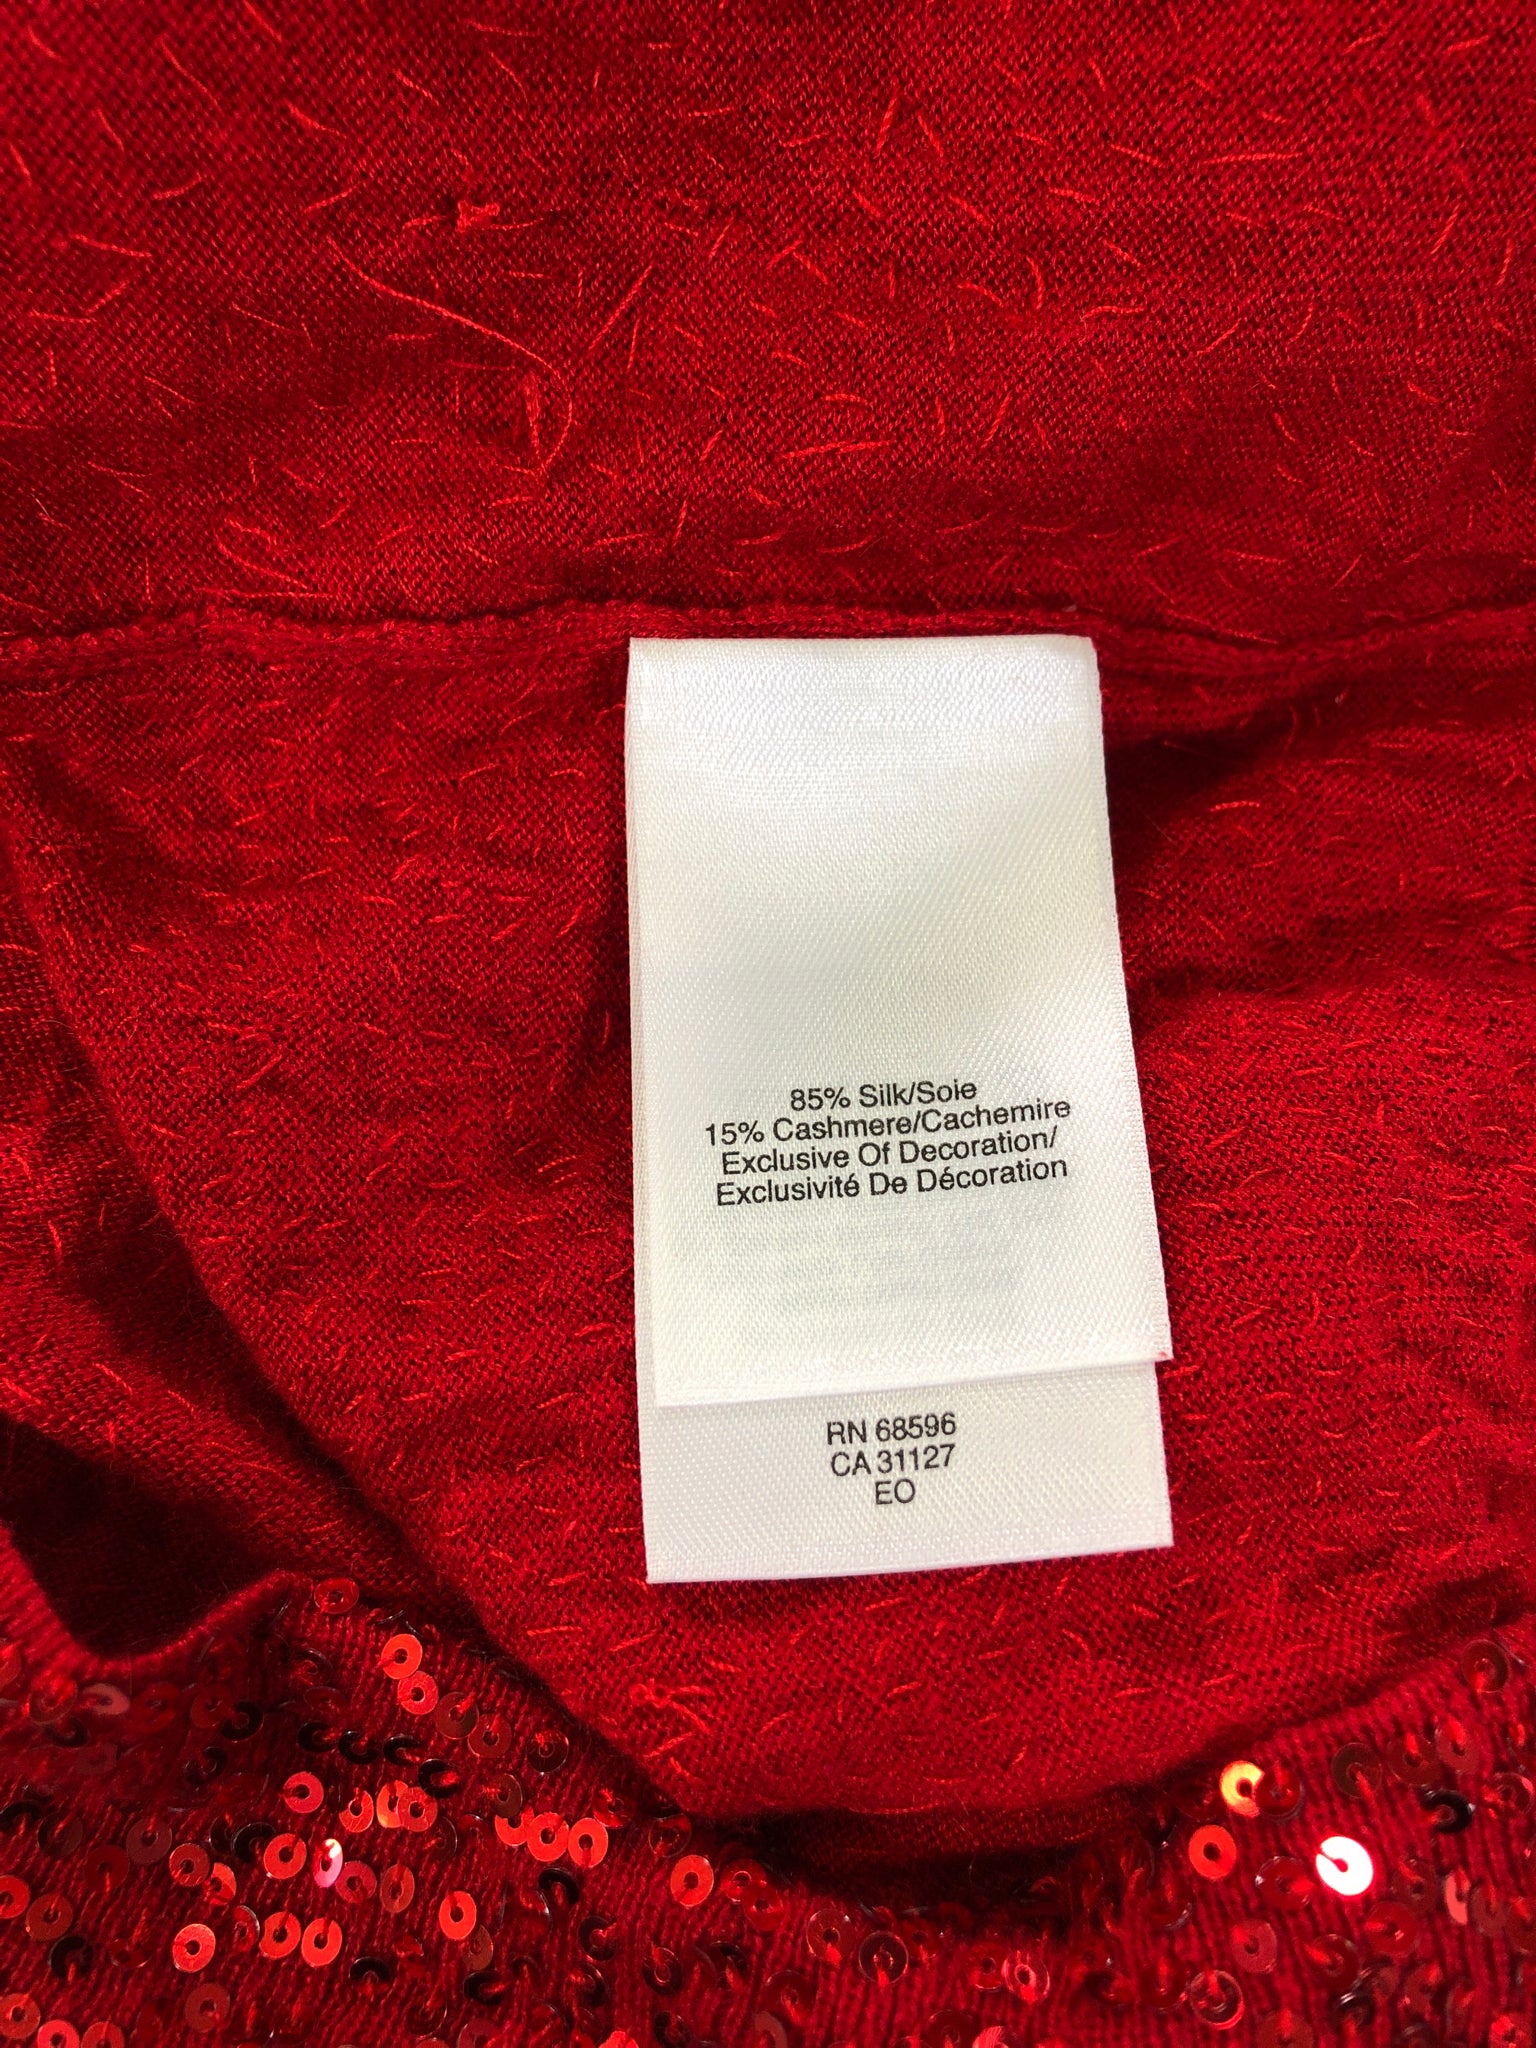 85% Silk/Soie
15% Cashmere/Cachemire
Exclusive Of Decoration/
Exclusivité De Décoration
RN 68596
CA 31127
EO